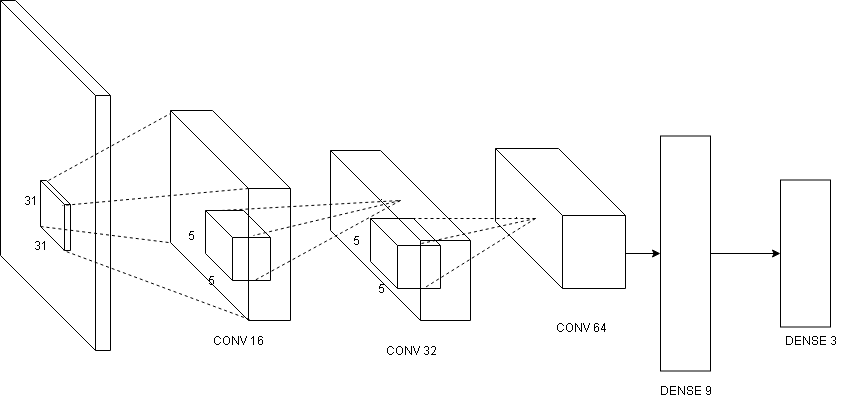 31
31
5
5
CONV 16
5
5
CONV 32
CONV 64
DENSE 9
DENSE 3